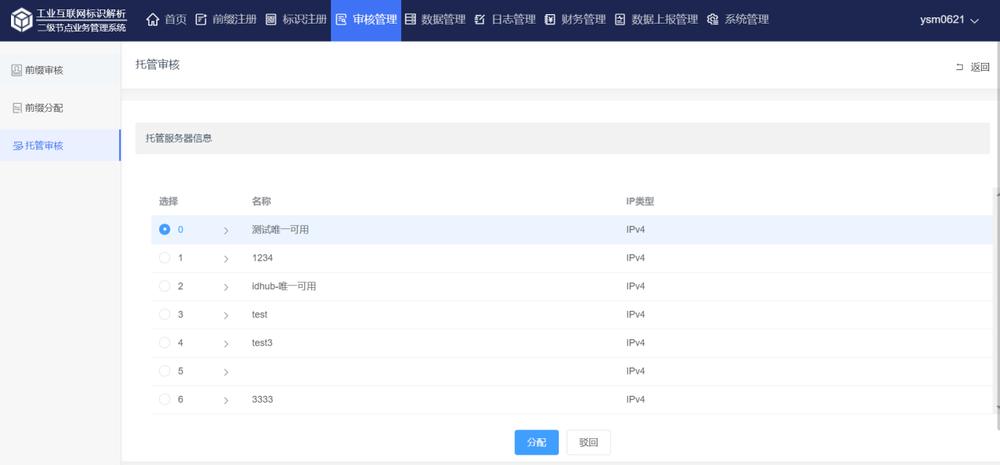 工业互联网标识解析
二级节点业务管理系统
首页 前缀注册 标识注册 审核管理 数据管理 日志管理 财务管理 数据上报管理 系统管理 ysm0621
前缀审核
前缀分配
托管审核
托管审核
返回
托管服务器信息
选择 名称 IP类型
0 测试唯一可用 IPv4
1 1234 IPv4
2 idhub-唯一可用 IPv4
3 test IPv4
4 test3 IPv4
5 IPv4
6 3333 IPv4
分配 驳回